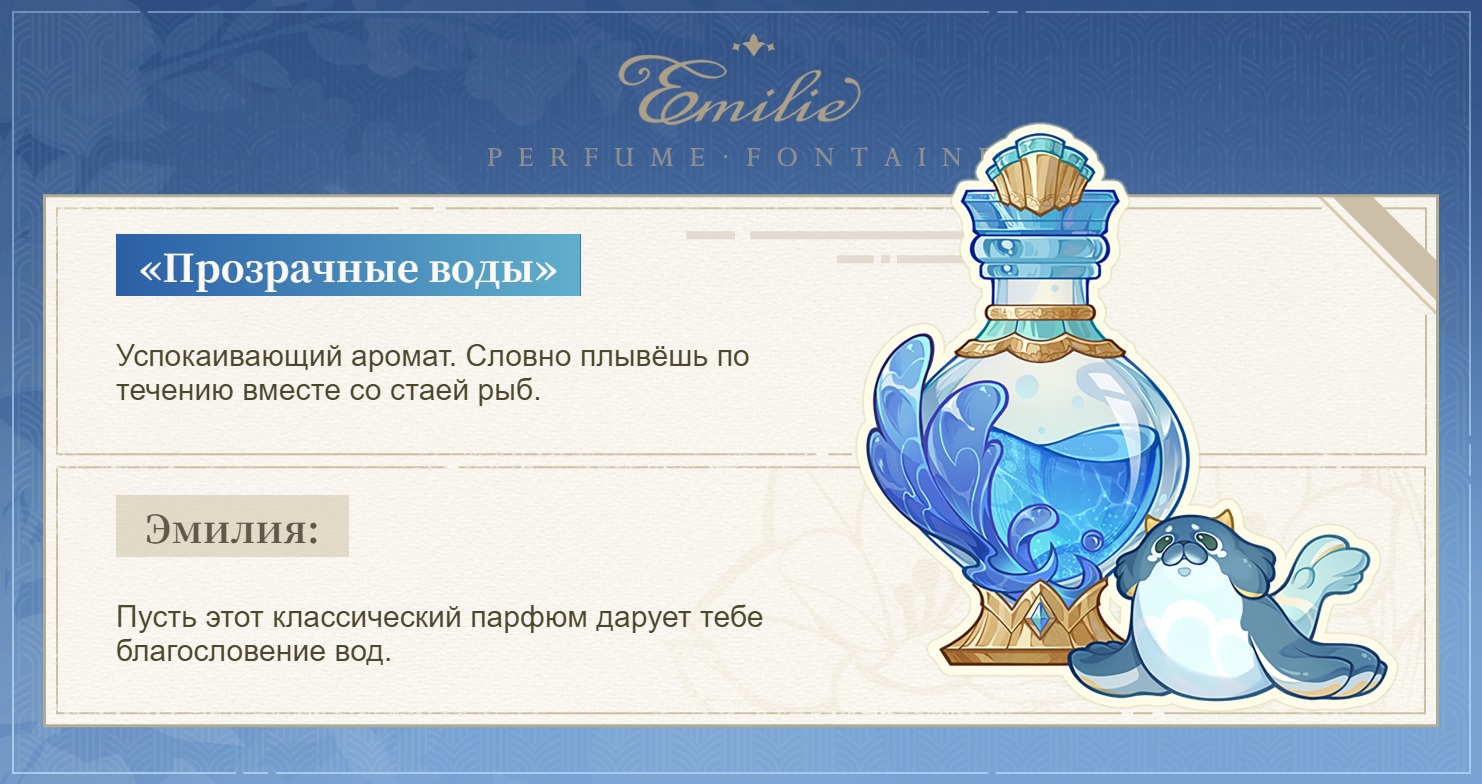 Emilie
PERFUME·FONTAIN
«Прозрачные воды»
Успокаивающий аромат. Словно плывёшь по
течению вместе со стаей рыб.
Эмилия:
Пусть этот классический парфюм дарует тебе
благословение вод.